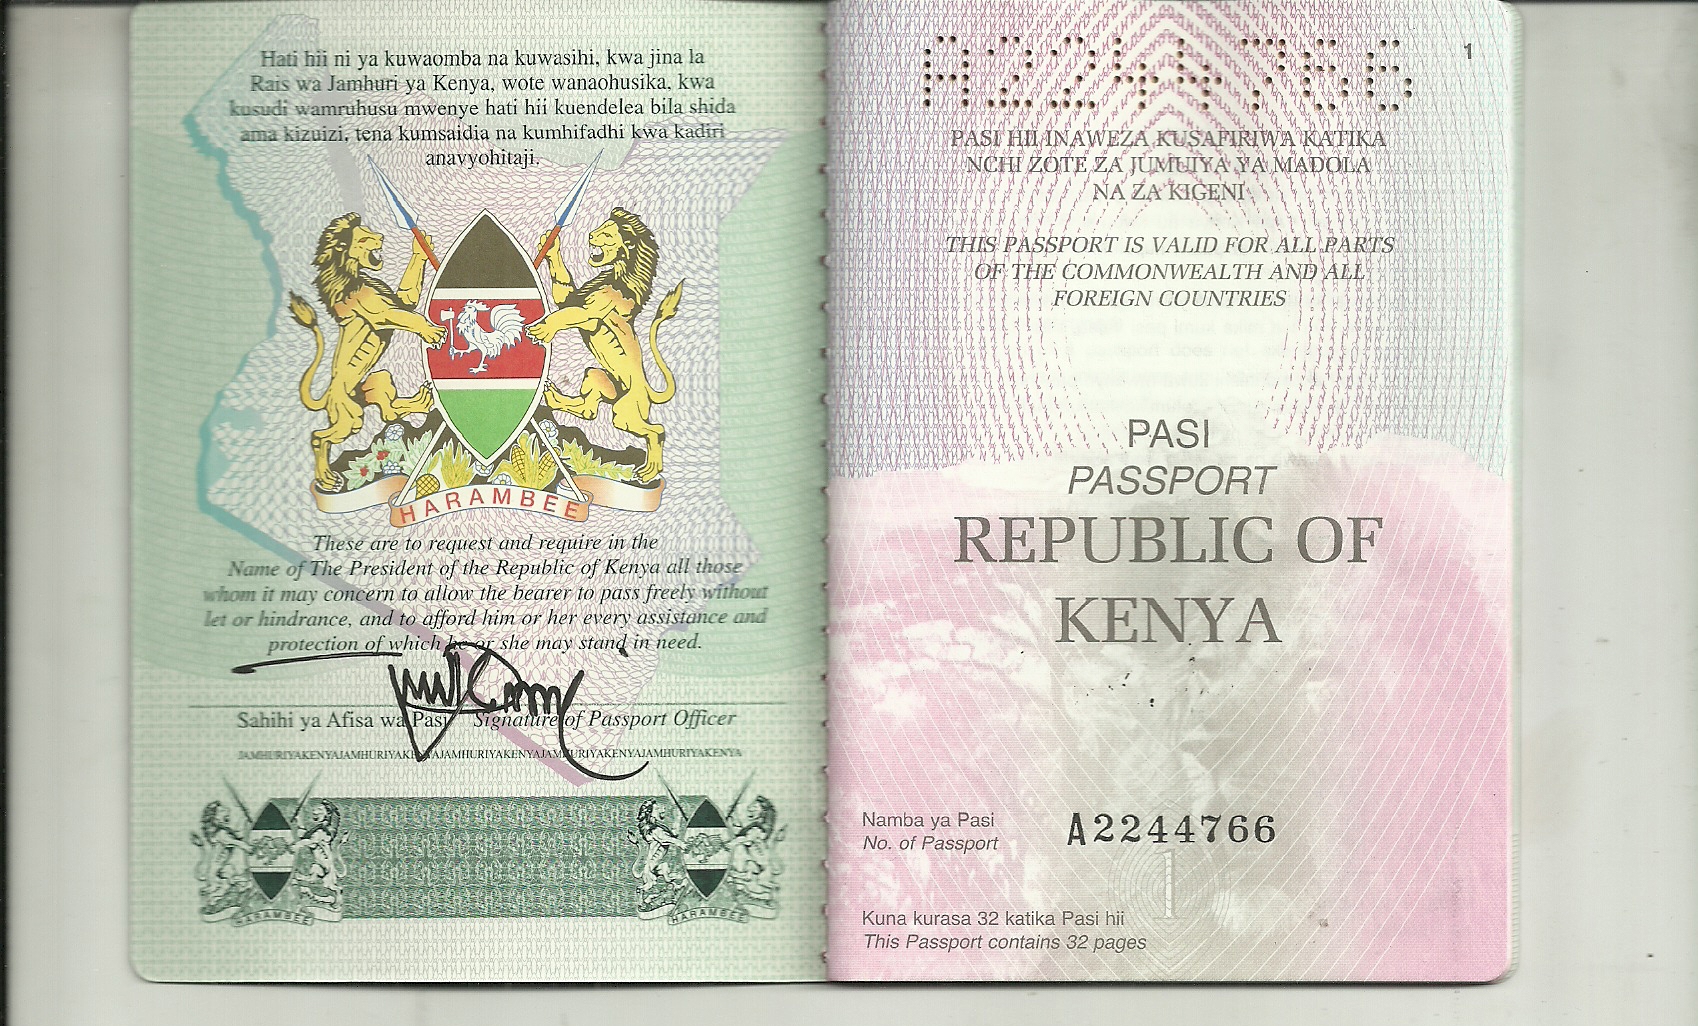 Hati hii ni ya kuwaomba na kuwasihi, kwa jina la
Rais wa Jamhuri ya Kenya, wote wanaohusika, kwa
kusudi wamruhusu mwenye hati hii kuendelea bila shida
ama kizuizi, tena kumsaidia na kumhifadhi kwa kadiri
anavyohitaji.
HARAMBEE
These are to request and require in the
Name of The President of the Republic of Kenya all those
whom it may concern to allow the bearer to pass freely without
let or hindrance, and to afford him or her every assistance and
protection of which he or she may stand in need.
Sahihi ya Afisa wa Pasi Signature of Passport Officer
JAMHURIYAKENYAJAMHURIYAKENYAJAMHURIYAKENYAJAMHURIYAKENYAJAMHURIYAKENYA
HARAMBEE HARAMBEE
A2244766
1
PASI HII INAWEZA KUSAFIRIWA KATIKA
NCHI ZOTE ZA JUMUIYA YA MADOLA
NA ZA KIGENI
THIS PASSPORT IS VALID FOR ALL PARTS
OF THE COMMONWEALTH AND ALL
FOREIGN COUNTRIES
PASI
PASSPORT
REPUBLIC OF
KENYA
Namba ya Pasi
No. of Passport
A2244766
1
Kuna kurasa 32 katika Pasi hii
This Passport contains 32 pages